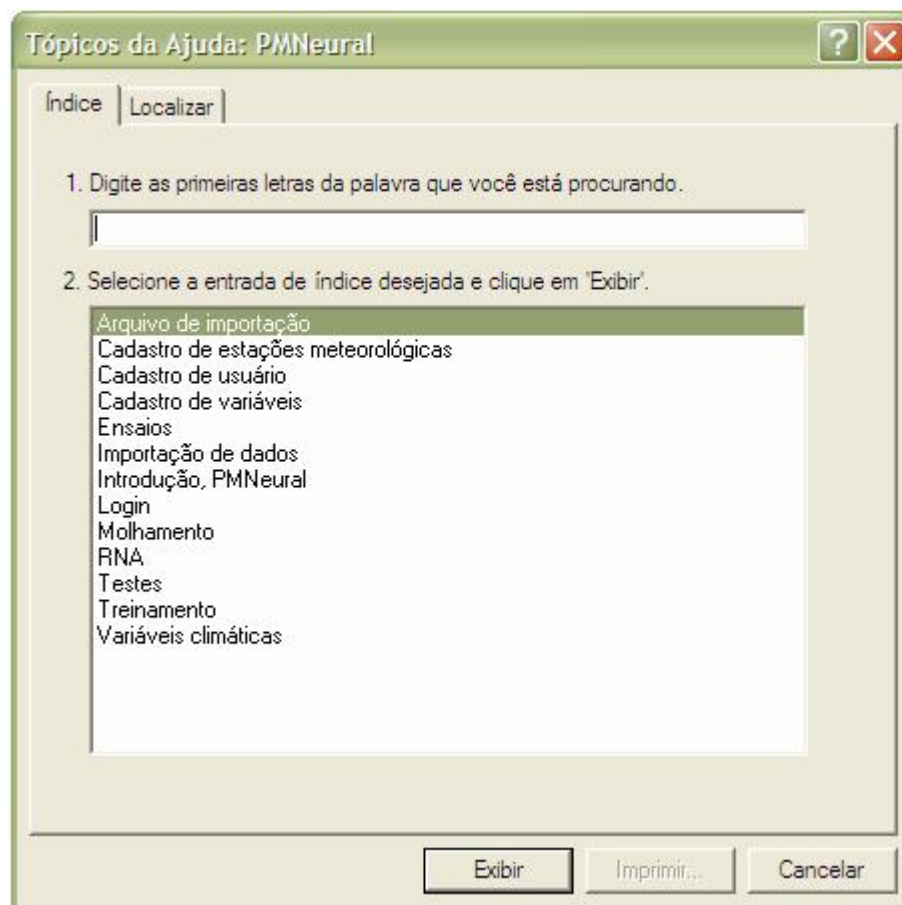 Tópicos da Ajuda: PMNeural
?
Índice
Localizar
1. Digite as primeiras letras da palavra que você está procurando.
2. Selecione a entrada de índice desejada e clique em 'Exibir'.
Arquivo de importação
Cadastro de estações meteorológicas
Cadastro de usuário
Cadastro de variáveis
Ensaios
Importação de dados
Introdução, PMNeural
Login
Molhamento
RNA
Testes
Treinamento
Variáveis climáticas
Exibir
Imprimir...
Cancelar